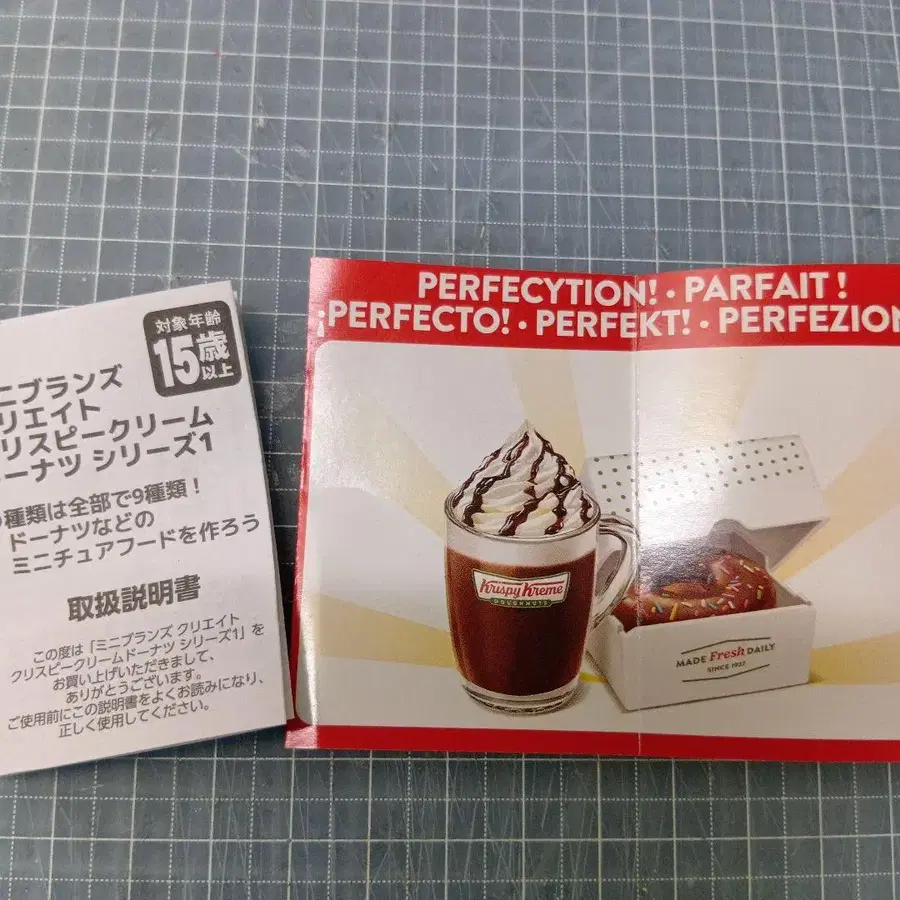 対象年齢
15歳
以上
ニブランズ
リエイト
リスピークリーム
ーナツ シリーズ1
種類は全部で9種類！
ドーナツなどの
ミニチュアフードを作ろう
取扱説明書
この度は「ミニブランズ クリエイト
クリスピークリームドーナツ シリーズ1」を
お買い上げいただきまして、
ありがとうございます。
ご使用前にこの説明書をよくお読みになり、
正しく使用してください。
PERFECYTION! · PARFAIT !
¡PERFECTO! · PERFEKT! · PERFEZION
Krispy Kreme
DOUGHNUTS
MADE Fresh DAILY
SINCE 1937